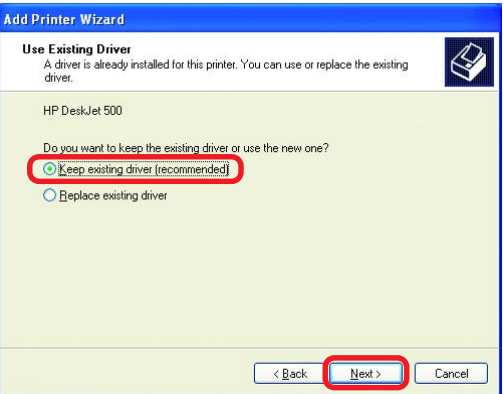 Add Printer Wizard
Use Existing Driver
A driver is already installed for this printer. You can use or replace the existing
driver.
HP DeskJet 500
Do you want to keep the existing driver or use the new one?
Keep existing driver (recommended)
Replace existing driver
< Back Next > Cancel